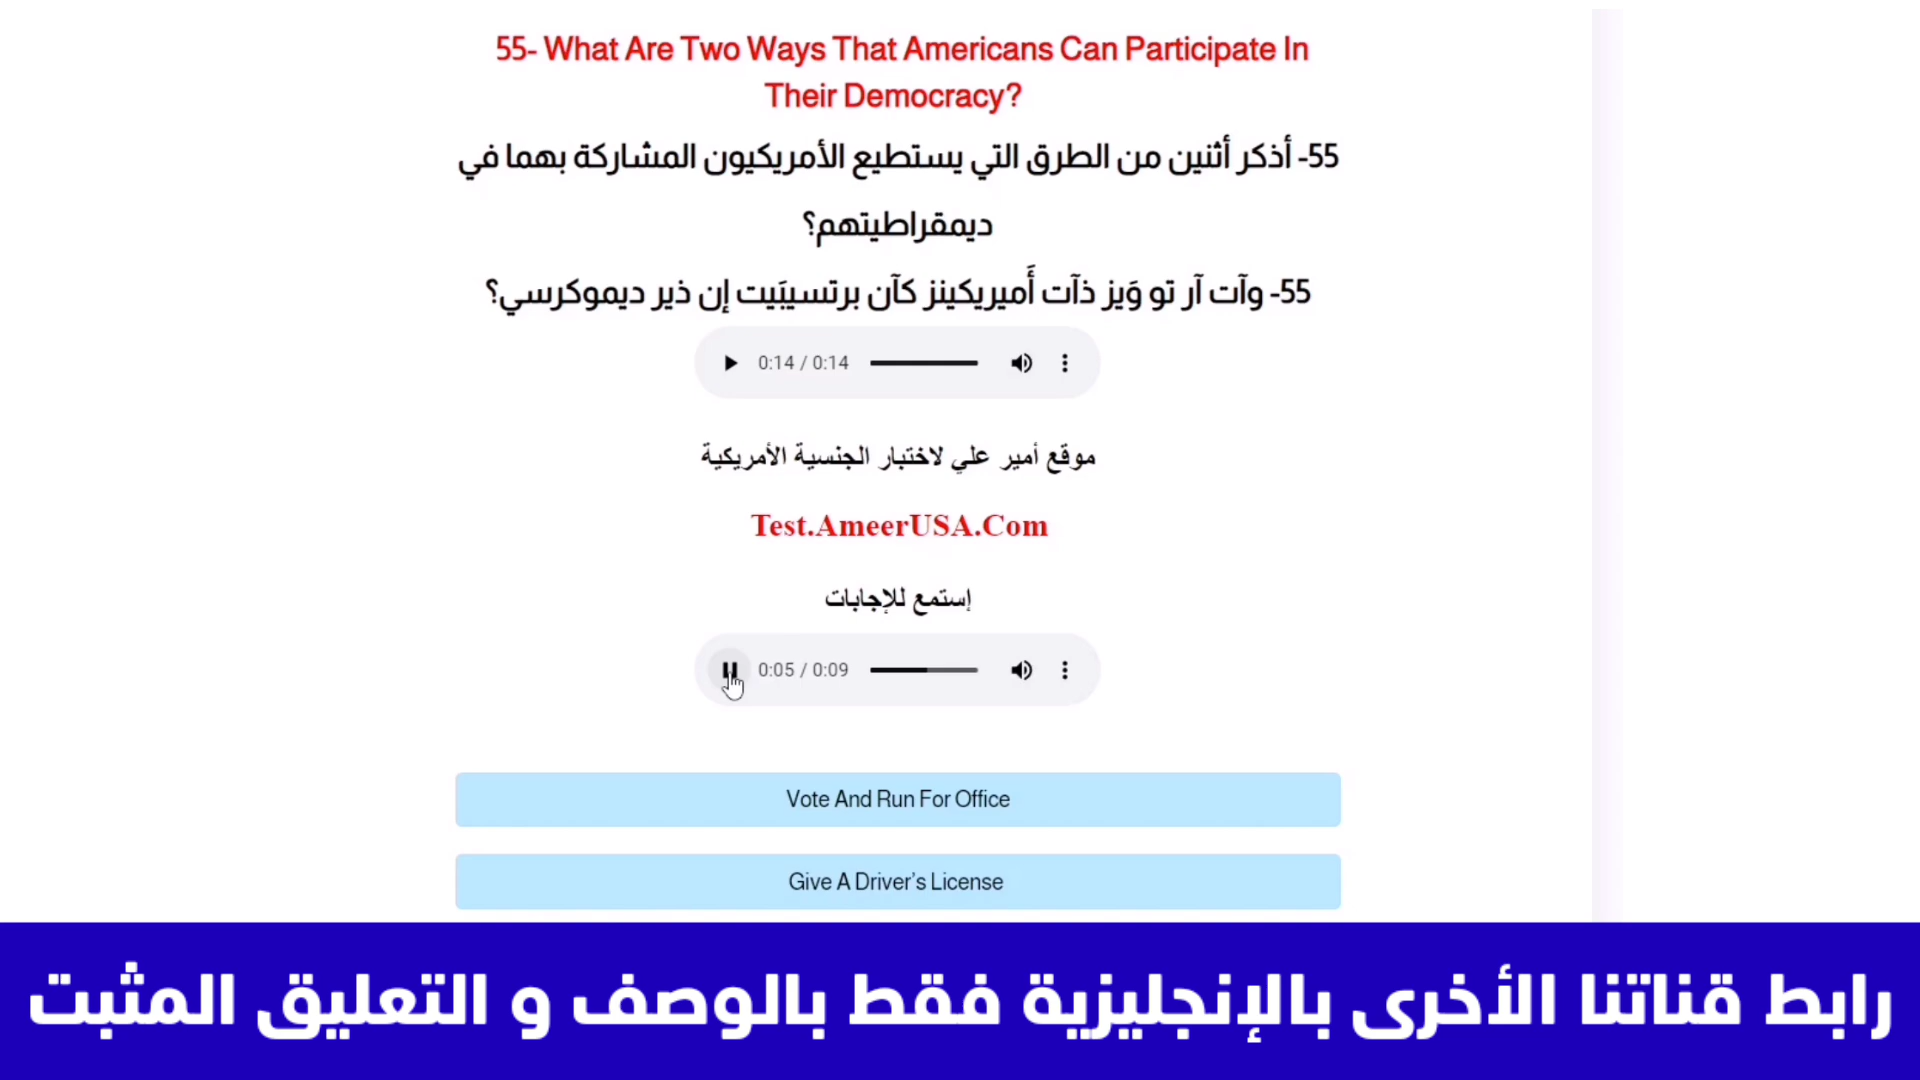 55- What Are Two Ways That Americans Can Participate In
Their Democracy?
55- أذكر أثنين من الطرق التي يستطيع الأمريكيون المشاركة بهما في
ديمقراطيتهم؟
55- وآت آر تو وَيز ذآت أَميريكينز كآن برتسيبَيت إن ذير ديموكرسي؟
0:14 / 0:14
موقع أمير علي لاختبار الجنسية الأمريكية
Test.AmeerUSA.Com
إستمع للإجابات
0:05 / 0:09
Vote And Run For Office
Give A Driver’s License
رابط قناتنا الأخرى بالإنجليزية فقط بالوصف و التعليق المثبت